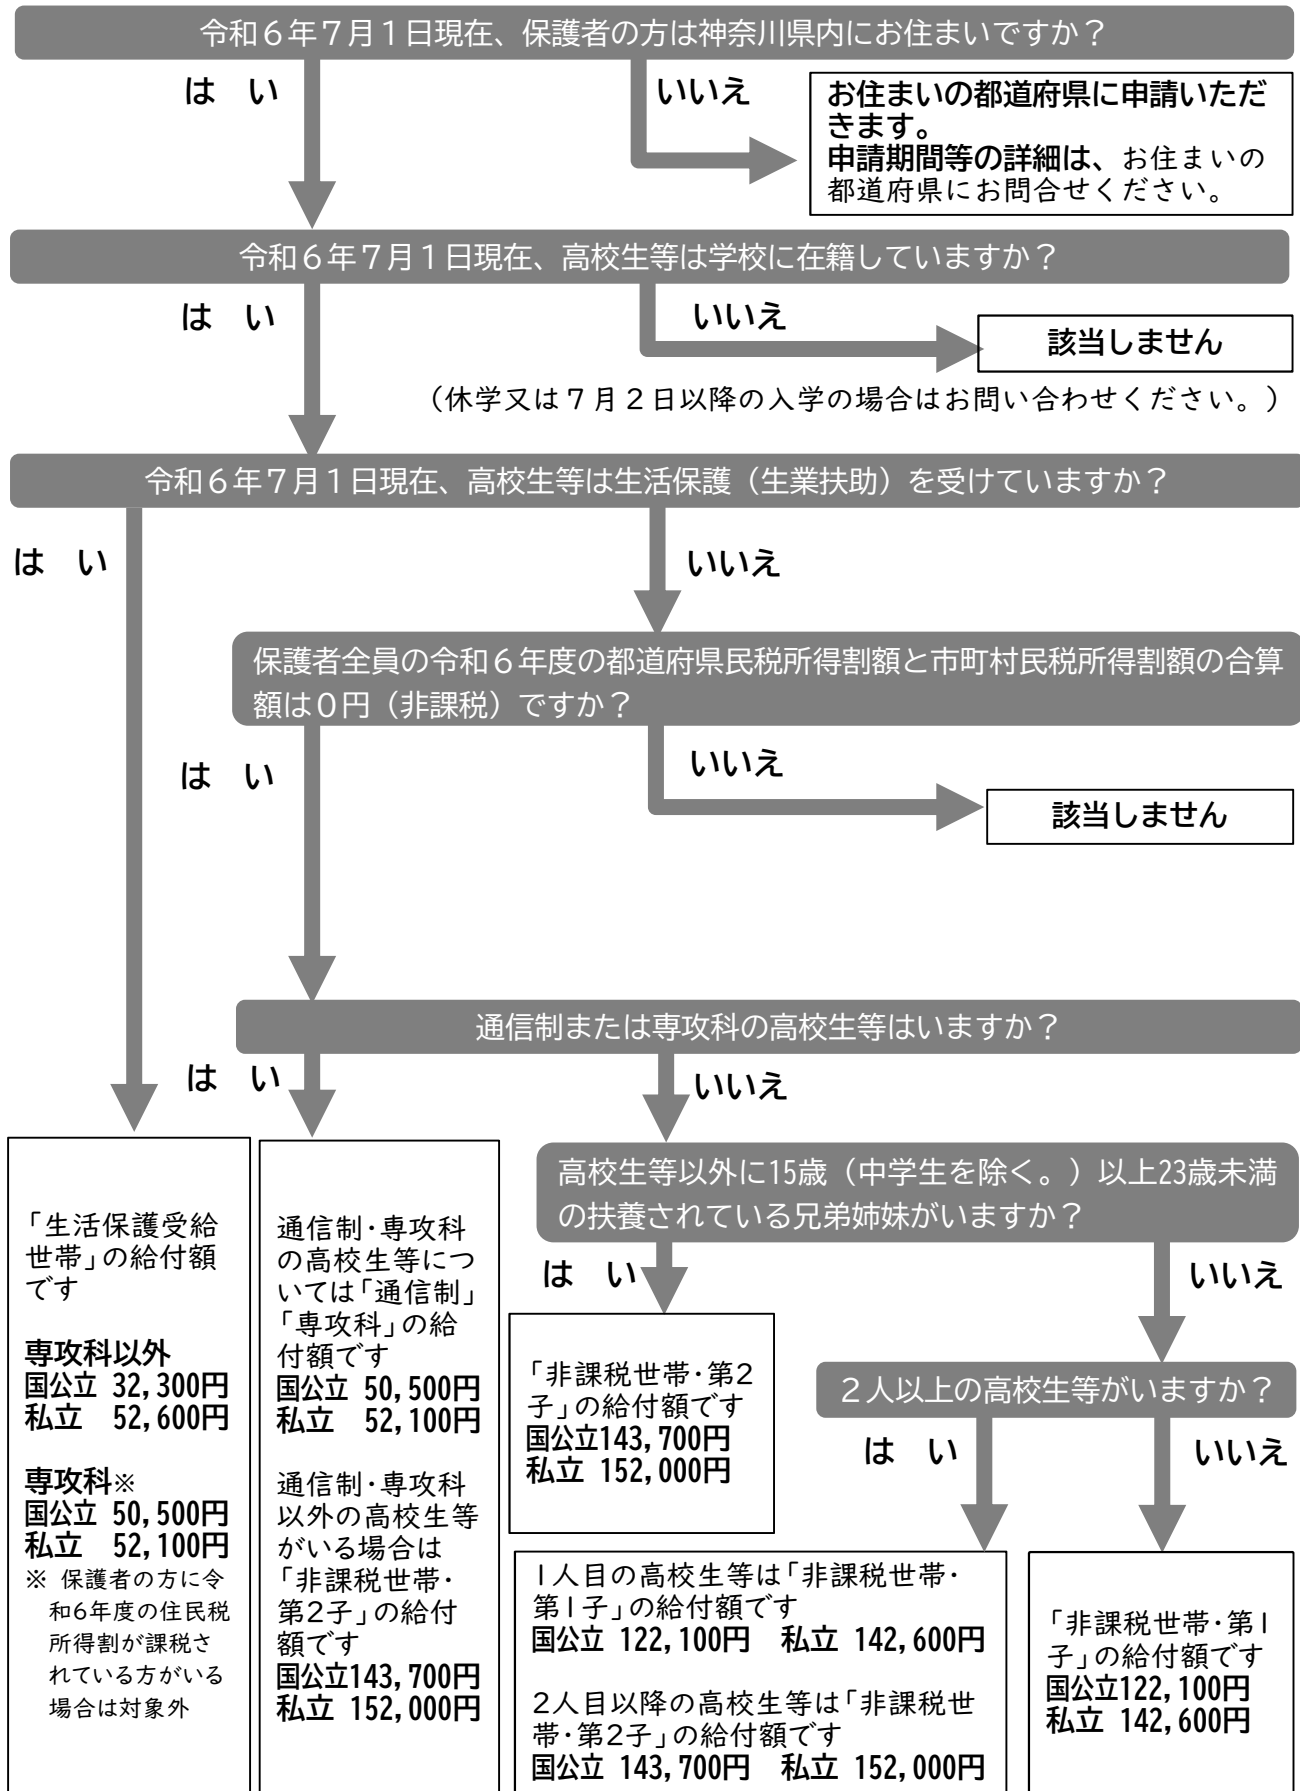 令和６年７月１日現在、保護者の方は神奈川県内にお住まいですか？
は　い
いいえ
お住まいの都道府県に申請いただ
きます。
申請期間等の詳細は、お住まいの
都道府県にお問合せください。
令和６年７月１日現在、高校生等は学校に在籍していますか？
は　い
いいえ
該当しません
（休学又は７月２日以降の入学の場合はお問い合わせください。）
令和６年７月１日現在、高校生等は生活保護（生業扶助）を受けていますか？
は　い
いいえ
保護者全員の令和６年度の都道府県民税所得割額と市町村民税所得割額の合算
額は０円（非課税）ですか？
は　い
いいえ
該当しません
通信制または専攻科の高校生等はいますか？
は　い
いいえ
「生活保護受給
世帯」の給付額
です
専攻科以外
国公立 32,300円
私立　52,600円
専攻科※
国公立 50,500円
私立　52,100円
※ 保護者の方に令
和6年度の住民税
所得割が課税さ
れている方がいる
場合は対象外
通信制・専攻科
の高校生等につ
いては「通信制」
「専攻科」の給
付額です
国公立 50,500円
私立　52,100円
通信制・専攻科
以外の高校生等
がいる場合は
「非課税世帯・
第2子」の給付
額です
国公立143,700円
私立 152,000円
高校生等以外に15歳（中学生を除く。）以上23歳未満
の扶養されている兄弟姉妹がいますか？
は　い
いいえ
「非課税世帯・第2
子」の給付額です
国公立143,700円
私立 152,000円
２人以上の高校生等がいますか？
は　い
いいえ
1人目の高校生等は「非課税世帯・
第1子」の給付額です
国公立 122,100円　私立 142,600円
2人目以降の高校生等は「非課税世
帯・第2子」の給付額です
国公立 143,700円　私立 152,000円
「非課税世帯・第1
子」の給付額です
国公立122,100円
私立 142,600円